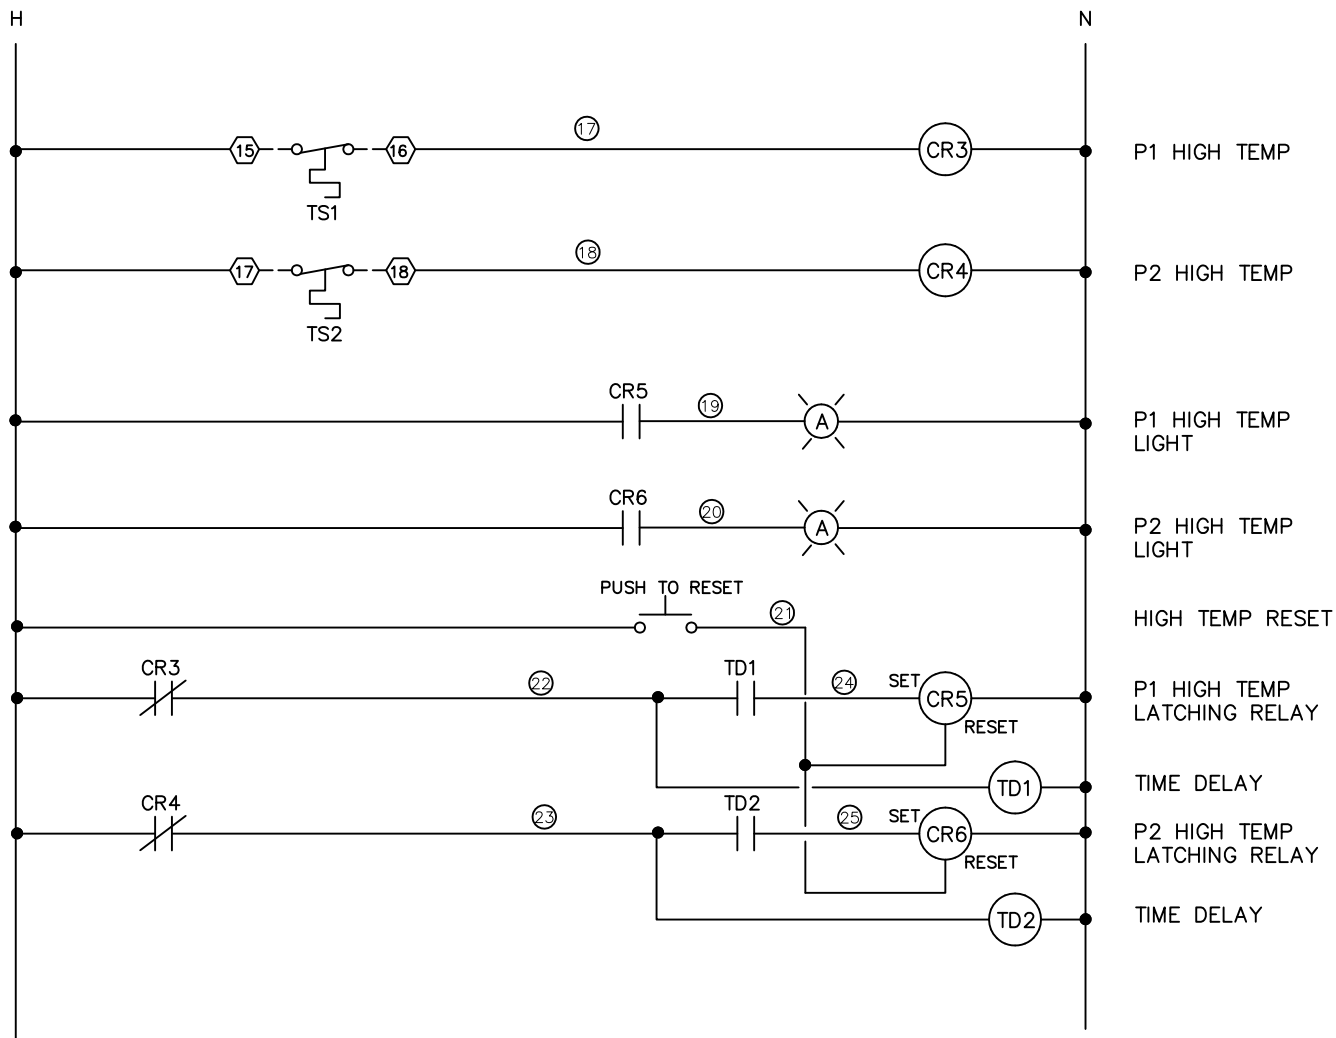 H
N
17
15
16
CR3
P1 HIGH TEMP
TS1
18
17
18
CR4
P2 HIGH TEMP
TS2
CR5
19
A
P1 HIGH TEMP
LIGHT
CR6
20
A
P2 HIGH TEMP
LIGHT
PUSH TO RESET
21
HIGH TEMP RESET
CR3
22
TD1
24
SET
CR5
RESET
P1 HIGH TEMP
LATCHING RELAY
TD1
TIME DELAY
CR4
23
TD2
25
SET
CR6
RESET
P2 HIGH TEMP
LATCHING RELAY
TD2
TIME DELAY